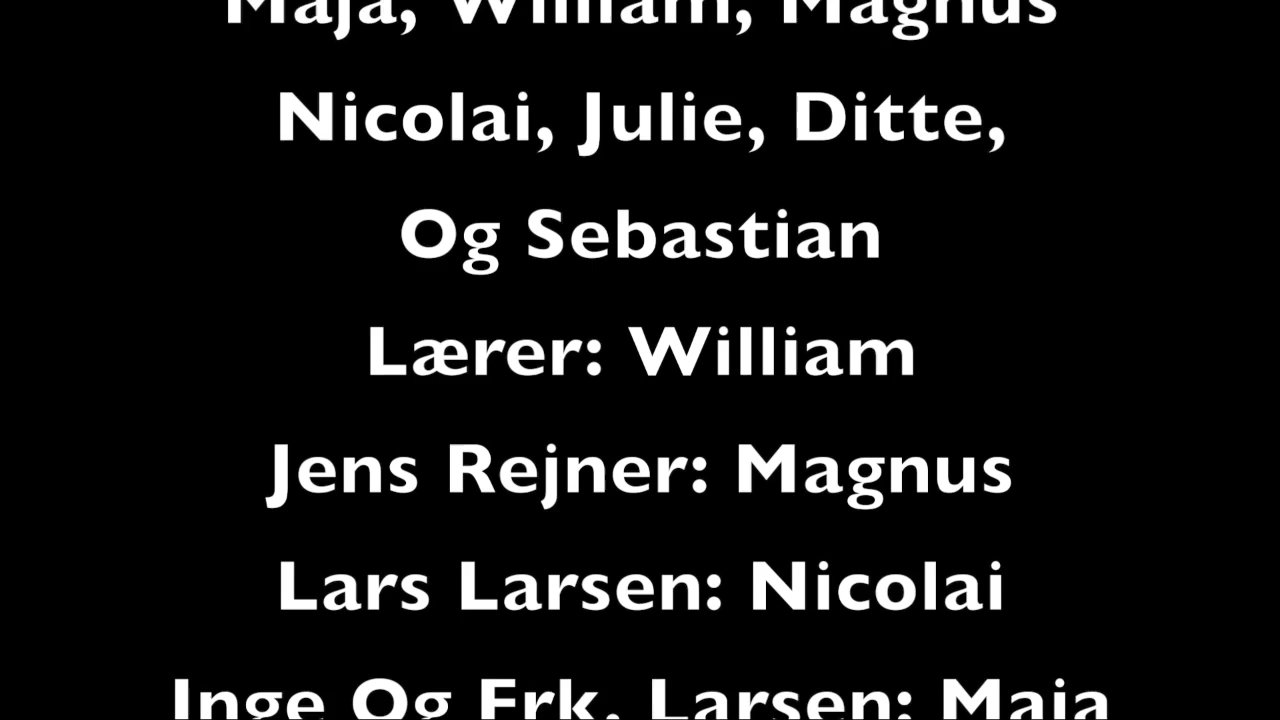 Maja, William, Magnus
Nicolai, Julie, Ditte,
Og Sebastian
Lærer: William
Jens Rejner: Magnus
Lars Larsen: Nicolai
Inge Og Frk. Larsen: Maja